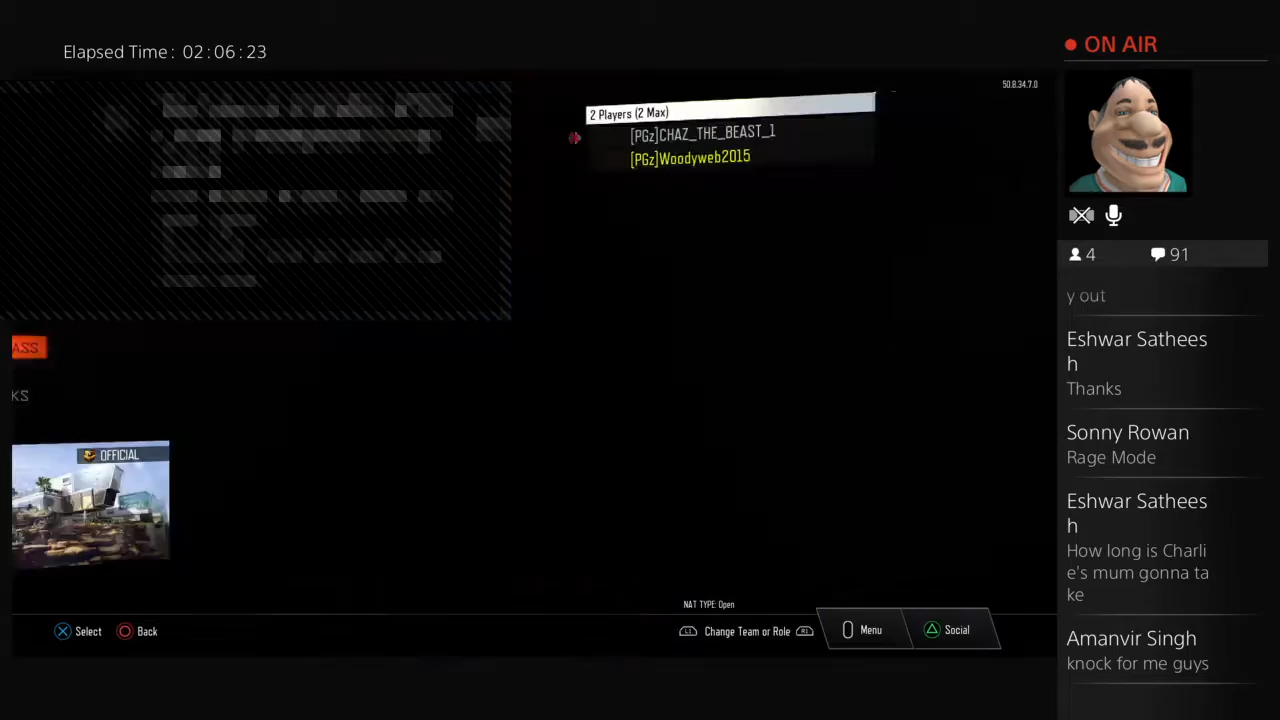 Elapsed Time: 02:06:23
ON AIR
50.8.34.7.0
2 Players (2 Max)
[PGz]CHAZ_THE_BEAST_1
[PGz]Woodyweb2015
4
91
y out
Eshwar Sathees
h
Thanks
Sonny Rowan
Rage Mode
Eshwar Sathees
h
How long is Charli
e's mum gonna ta
ke
Amanvir Singh
knock for me guys
ASS
KS
OFFICIAL
NAT TYPE: Open
Select
Back
L1 Change Team or Role R1
Menu
Social